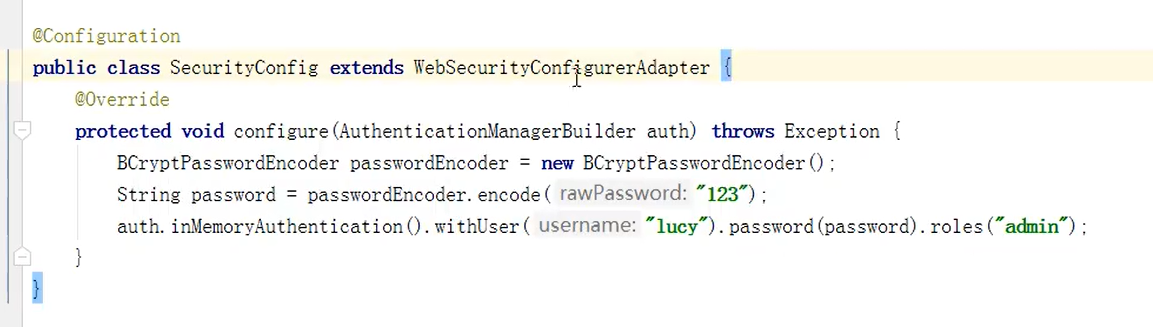 @Configuration
public class SecurityConfig extends WebSecurityConfigurerAdapter {
@Override
protected void configure(AuthenticationManagerBuilder auth) throws Exception {
BCryptPasswordEncoder passwordEncoder = new BCryptPasswordEncoder();
String password = passwordEncoder.encode( rawPassword: "123");
auth.inMemoryAuthentication().withUser( username: "lucy").password(password).roles("admin");
}
}